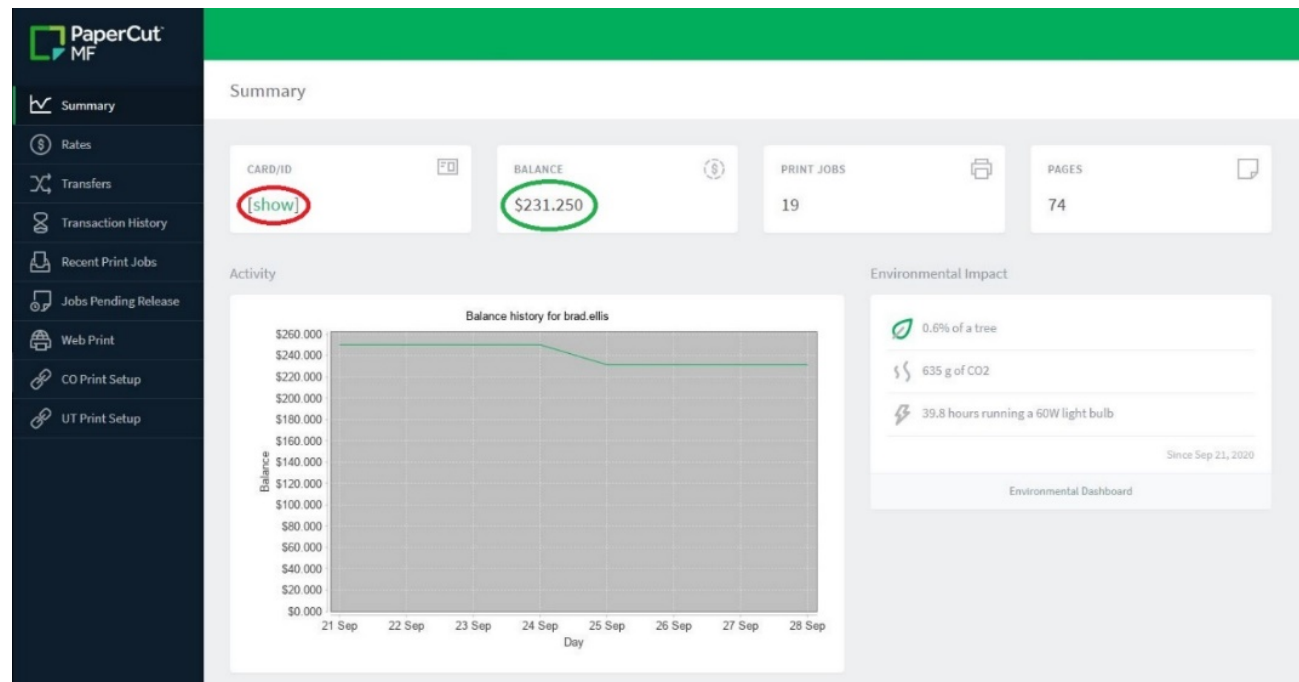 PaperCut
MF
Summary
Rates
Transfers
Transaction History
Recent Print Jobs
Jobs Pending Release
Web Print
CO Print Setup
UT Print Setup
Summary
CARD/ID
[show]
BALANCE
$231.250
PRINT JOBS
19
PAGES
74
Activity
Balance history for brad.ellis
$260.000
$240.000
$220.000
$200.000
$180.000
$160.000
$140.000
$120.000
$100.000
$80.000
$60.000
$40.000
$20.000
$0.000
Balance
21 Sep 22 Sep 23 Sep 24 Sep 25 Sep 26 Sep 27 Sep 28 Sep
Day
Environmental Impact
0.6% of a tree
635 g of CO2
39.8 hours running a 60W light bulb
Since Sep 21, 2020
Environmental Dashboard